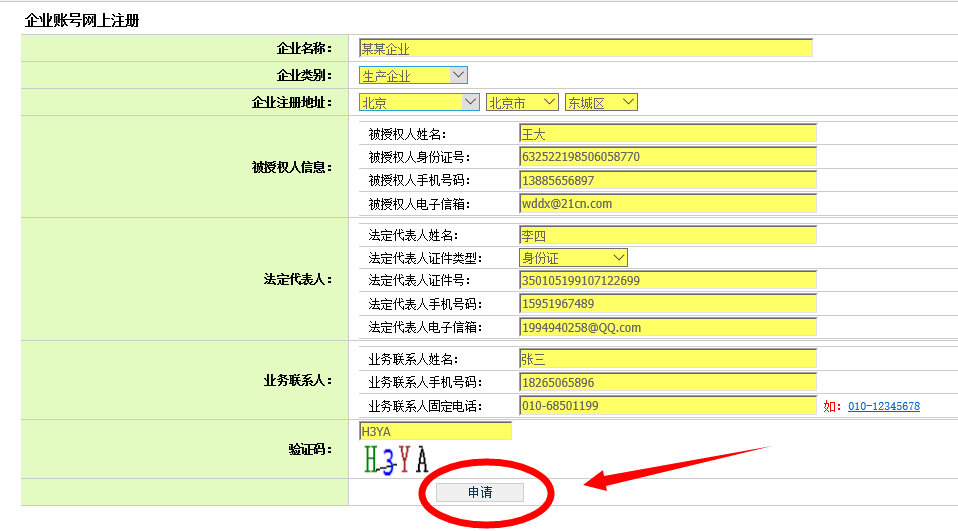 企业账号网上注册
企业名称： 某某企业
企业类别： 生产企业
企业注册地址： 北京 北京市 东城区
被授权人信息：
被授权人姓名： 王大
被授权人身份证号： 632522198506058770
被授权人手机号码： 13885656897
被授权人电子信箱： wddx@21cn.com
法定代表人：
法定代表人姓名： 李四
法定代表人证件类型： 身份证
法定代表人证件号： 350105199107122699
法定代表人手机号码： 15951967489
法定代表人电子信箱： 1994940258@QQ.com
业务联系人：
业务联系人姓名： 张三
业务联系人手机号码： 18265065896
业务联系人固定电话： 010-68501199 如：010-12345678
验证码： H3YA
H3YA
申请